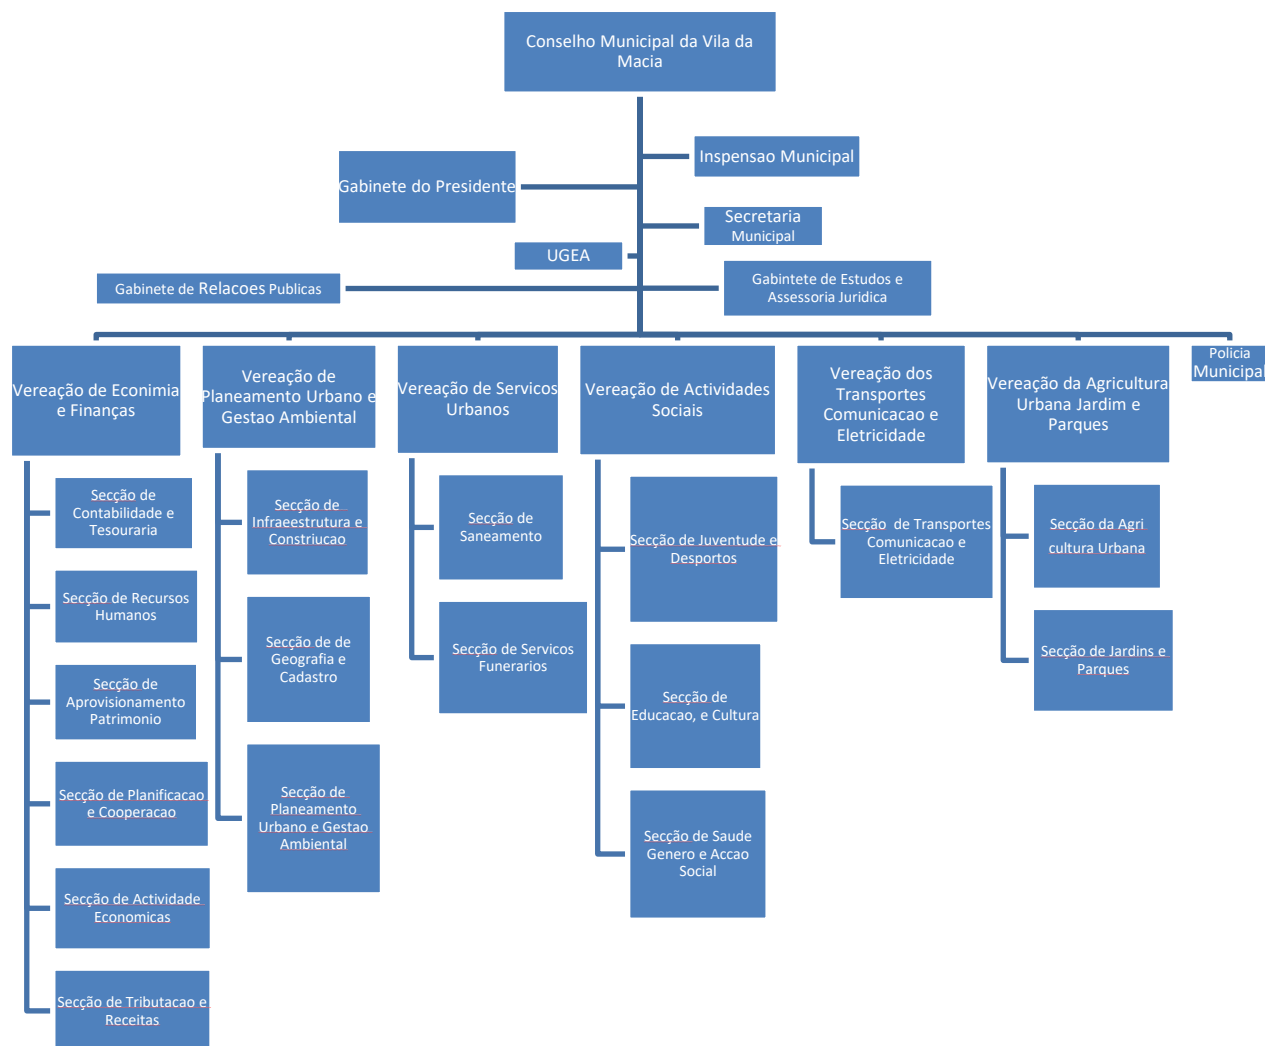 Conselho Municipal da Vila da
Macia
Inspensao Municipal
Gabinete do Presidente
Secretaria
Municipal
UGEA
Gabinete de Relacoes Publicas
Gabintete de Estudos e
Assessoria Juridica
Vereação de Econimia
e Finanças
Vereação de
Planeamento Urbano e
Gestao Ambiental
Vereação de Servicos
Urbanos
Vereação de Actividades
Sociais
Vereação dos
Transportes
Comunicacao e
Eletricidade
Vereação da Agricultura
Urbana Jardim e
Parques
Policia
Municipal
Secção de
Contabilidade e
Tesouraria
Secção de Recursos
Humanos
Secção de
Aprovisionamento
Patrimonio
Secção de Planificacao
e Cooperacao
Secção de Actividade
Economicas
Secção de Tributacao e
Receitas
Secção de
Infraeestrutura e
Constriucao
Secção de de
Geografia e
Cadastro
Secção de
Planeamento
Urbano e Gestao
Ambiental
Secção de
Saneamento
Secção de Servicos
Funerarios
Secção de Juventude e
Desportos
Secção de
Educacao, e Cultura
Secção de Saude
Genero e Accao
Social
Secção de Transportes
Comunicacao e
Eletricidade
Secção da Agri
cultura Urbana
Secção de Jardins e
Parques